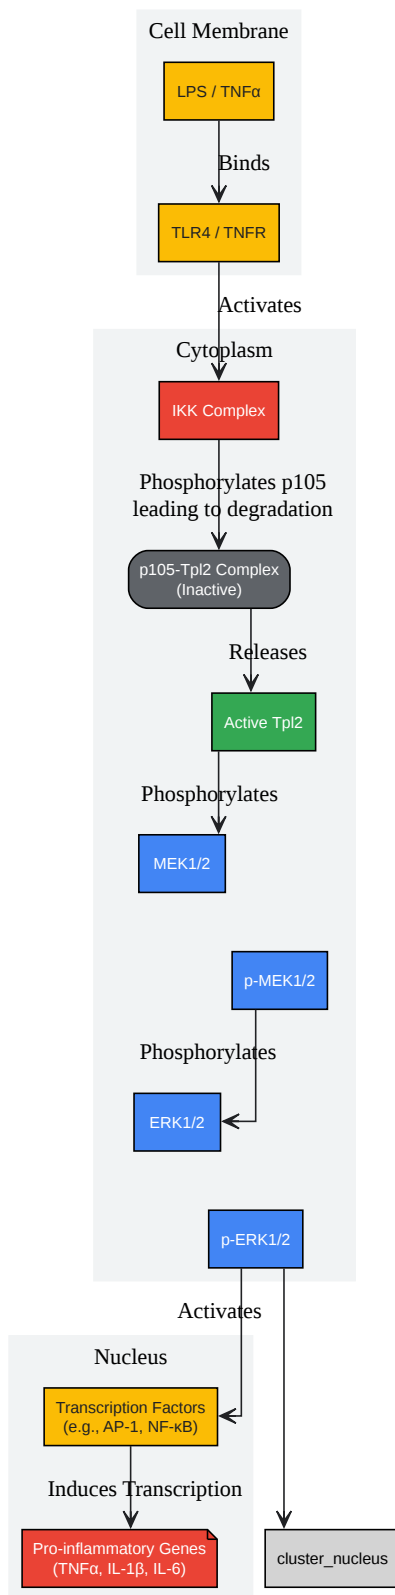 Cell Membrane
LPS / TNFα
Binds
TLR4 / TNFR
Activates
Cytoplasm
IKK Complex
Phosphorylates p105
leading to degradation
p105-Tpl2 Complex
(Inactive)
Releases
Active Tpl2
Phosphorylates
MEK1/2
p-MEK1/2
Phosphorylates
ERK1/2
p-ERK1/2
Activates
Nucleus
Transcription Factors
(e.g., AP-1, NF-κB)
Induces Transcription
Pro-inflammatory Genes
(TNFα, IL-1β, IL-6)
cluster_nucleus